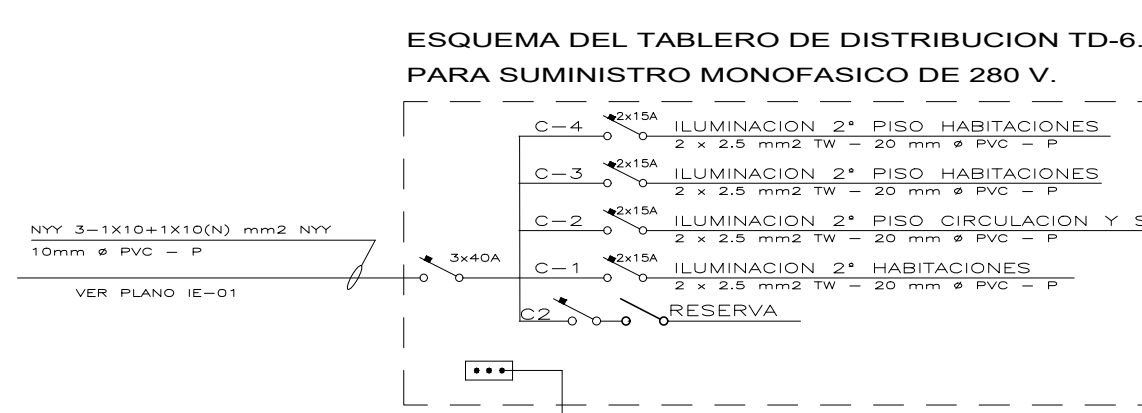 ESQUEMA DEL TABLERO DE DISTRIBUCION TD-6.
PARA SUMINISTRO MONOFASICO DE 280 V.
C-4 2x15A ILUMINACION 2° PISO HABITACIONES
2 x 2.5 mm2 TW - 20 mm ø PVC - P
C-3 2x15A ILUMINACION 2° PISO HABITACIONES
2 x 2.5 mm2 TW - 20 mm ø PVC - P
C-2 2x15A ILUMINACION 2° PISO CIRCULACION Y S
2 x 2.5 mm2 TW - 20 mm ø PVC - P
NYY 3-1X10+1X10(N) mm2 NYY
10mm ø PVC - P
VER PLANO IE-01
3x40A
C-1 2x15A ILUMINACION 2° HABITACIONES
2 x 2.5 mm2 TW - 20 mm ø PVC - P
C2 RESERVA